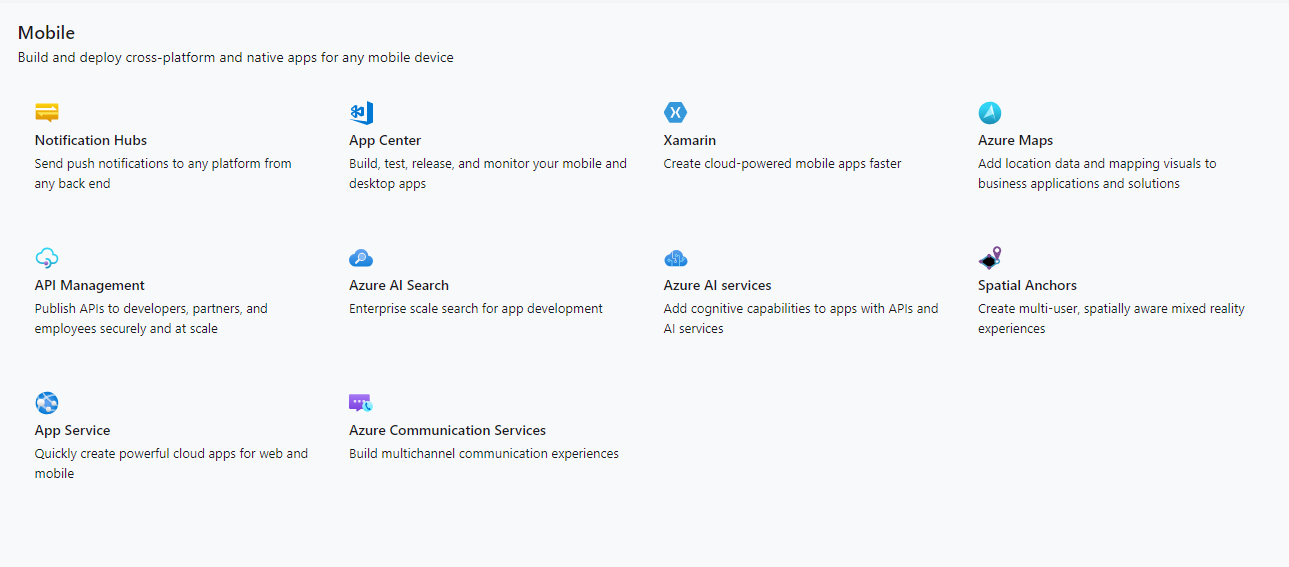 Mobile
Build and deploy cross-platform and native apps for any mobile device
Notification Hubs
Send push notifications to any platform from
any back end
App Center
Build, test, release, and monitor your mobile and
desktop apps
Xamarin
Create cloud-powered mobile apps faster
Azure Maps
Add location data and mapping visuals to
business applications and solutions
API Management
Publish APIs to developers, partners, and
employees securely and at scale
Azure AI Search
Enterprise scale search for app development
Azure AI services
Add cognitive capabilities to apps with APIs and
AI services
Spatial Anchors
Create multi-user, spatially aware mixed reality
experiences
App Service
Quickly create powerful cloud apps for web and
mobile
Azure Communication Services
Build multichannel communication experiences